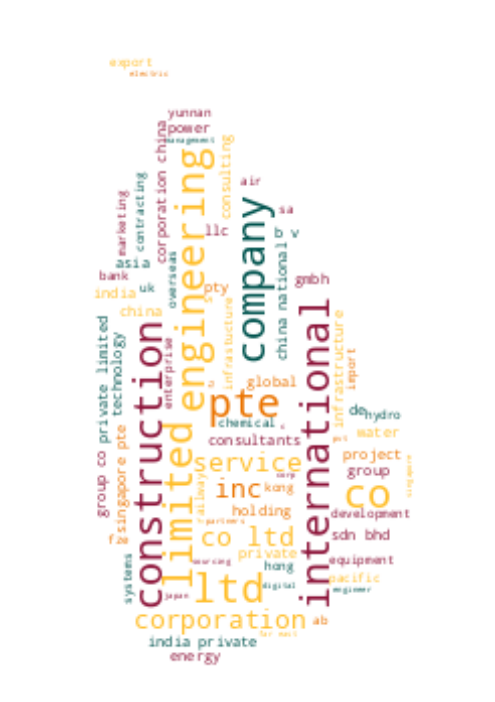 export
electric
yunnan
power
management
corporation china
consulting
limited engineering
air
company
sa
llc
b v
marketing
contracting
asia
bank
uk
india
china
overseas
pty
china national
gmbh
international
infrastructure
infrastructure
import
construction
enterprise
group co private limited
technology
global
pte
chemical
consultants
de
hydro
water
project
group
service
inc
kong
holding
co
singapore
development
singapore pte
railway
partners
corp
co ltd
private
sdn bhd
equipment
hong
sourcing
pacific
engineer
digital
systems
japan
ltd
corporation
ab
far east
india private
energy